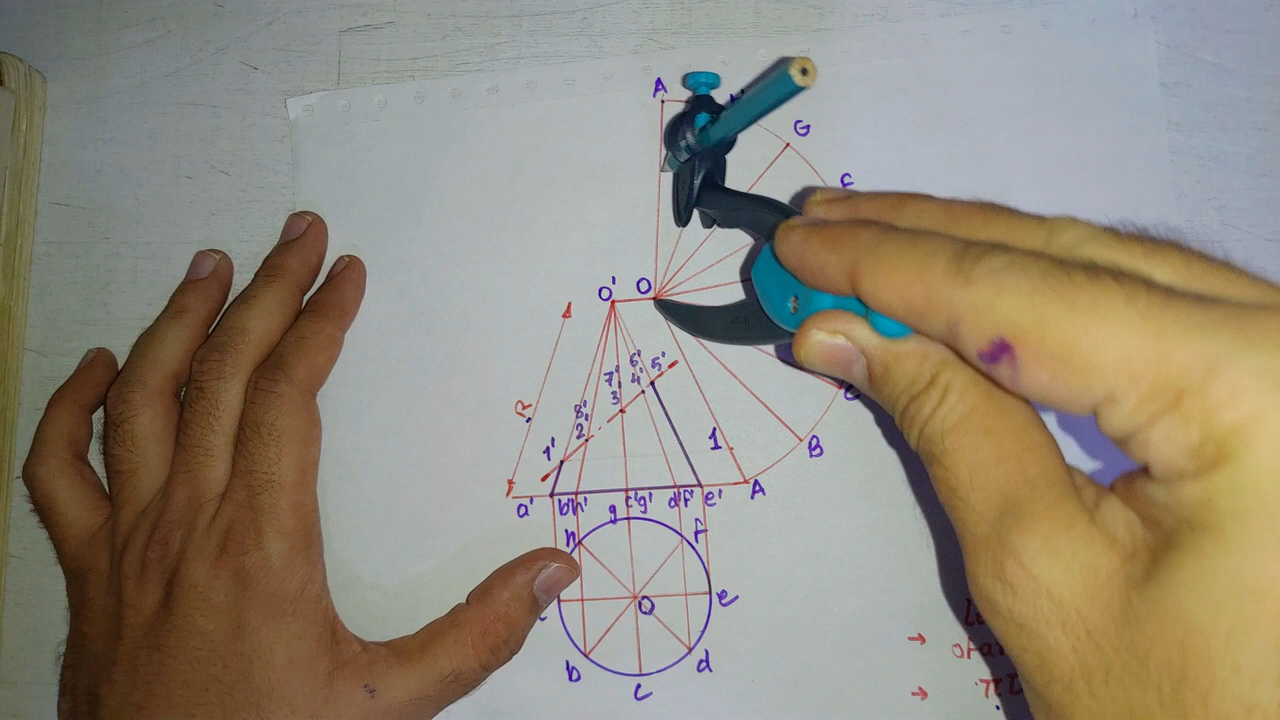 A
G
F
O' O
R
6' 5'
7' 4'
3
8'
2'
1'
1
C
B
A
a' b'h' c'g' d'f' e'
g
h f
O e
b d
c